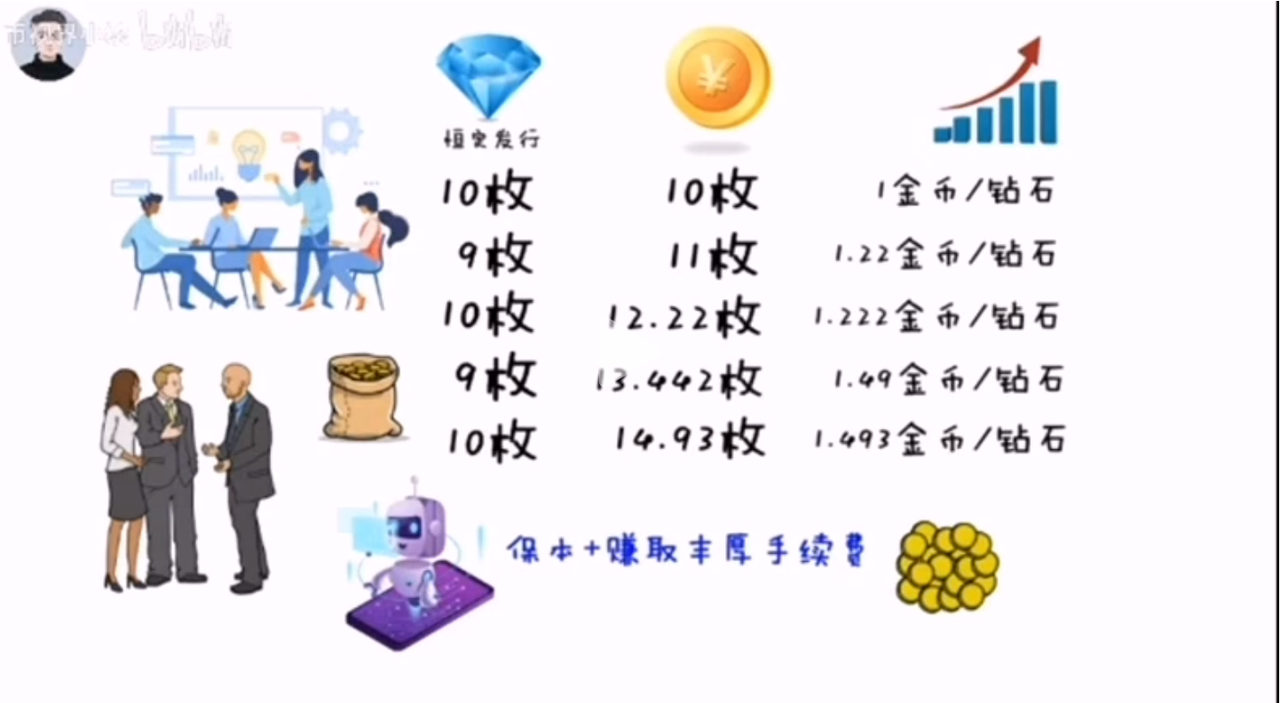 bilibili
恒定发行
10枚 10枚 1金币/钻石
9枚 11枚 1.22金币/钻石
10枚 12.22枚 1.222金币/钻石
9枚 13.442枚 1.49金币/钻石
10枚 14.93枚 1.493金币/钻石
保本+赚取丰厚手续费